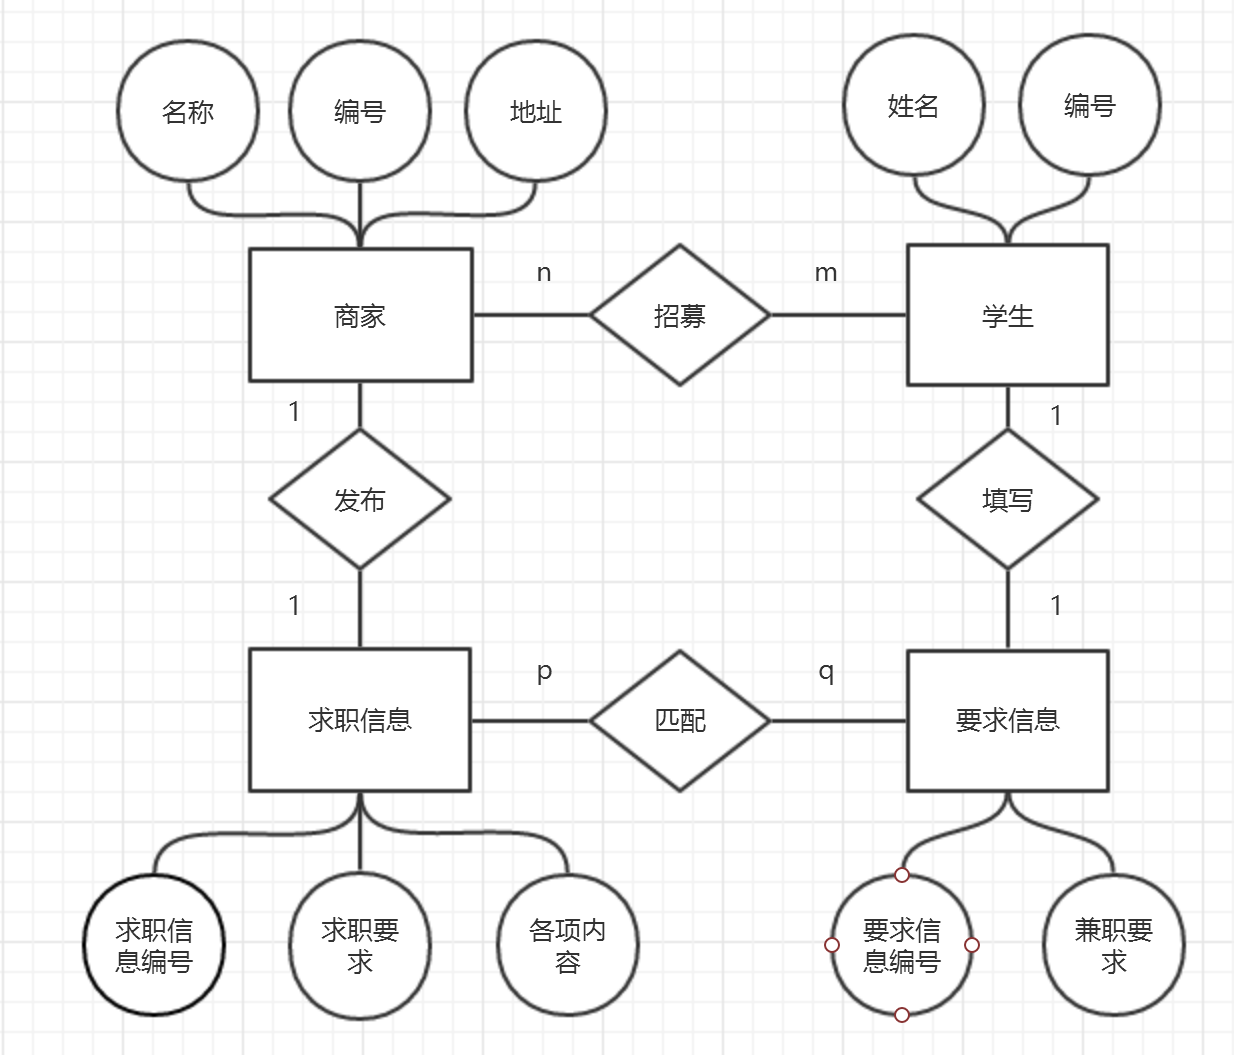 名称
编号
地址
姓名
编号
商家
n
招募
m
学生
1
1
发布
填写
1
1
求职信息
p
匹配
q
要求信息
求职信
息编号
求职要
求
各项内
容
要求信
息编号
兼职要
求